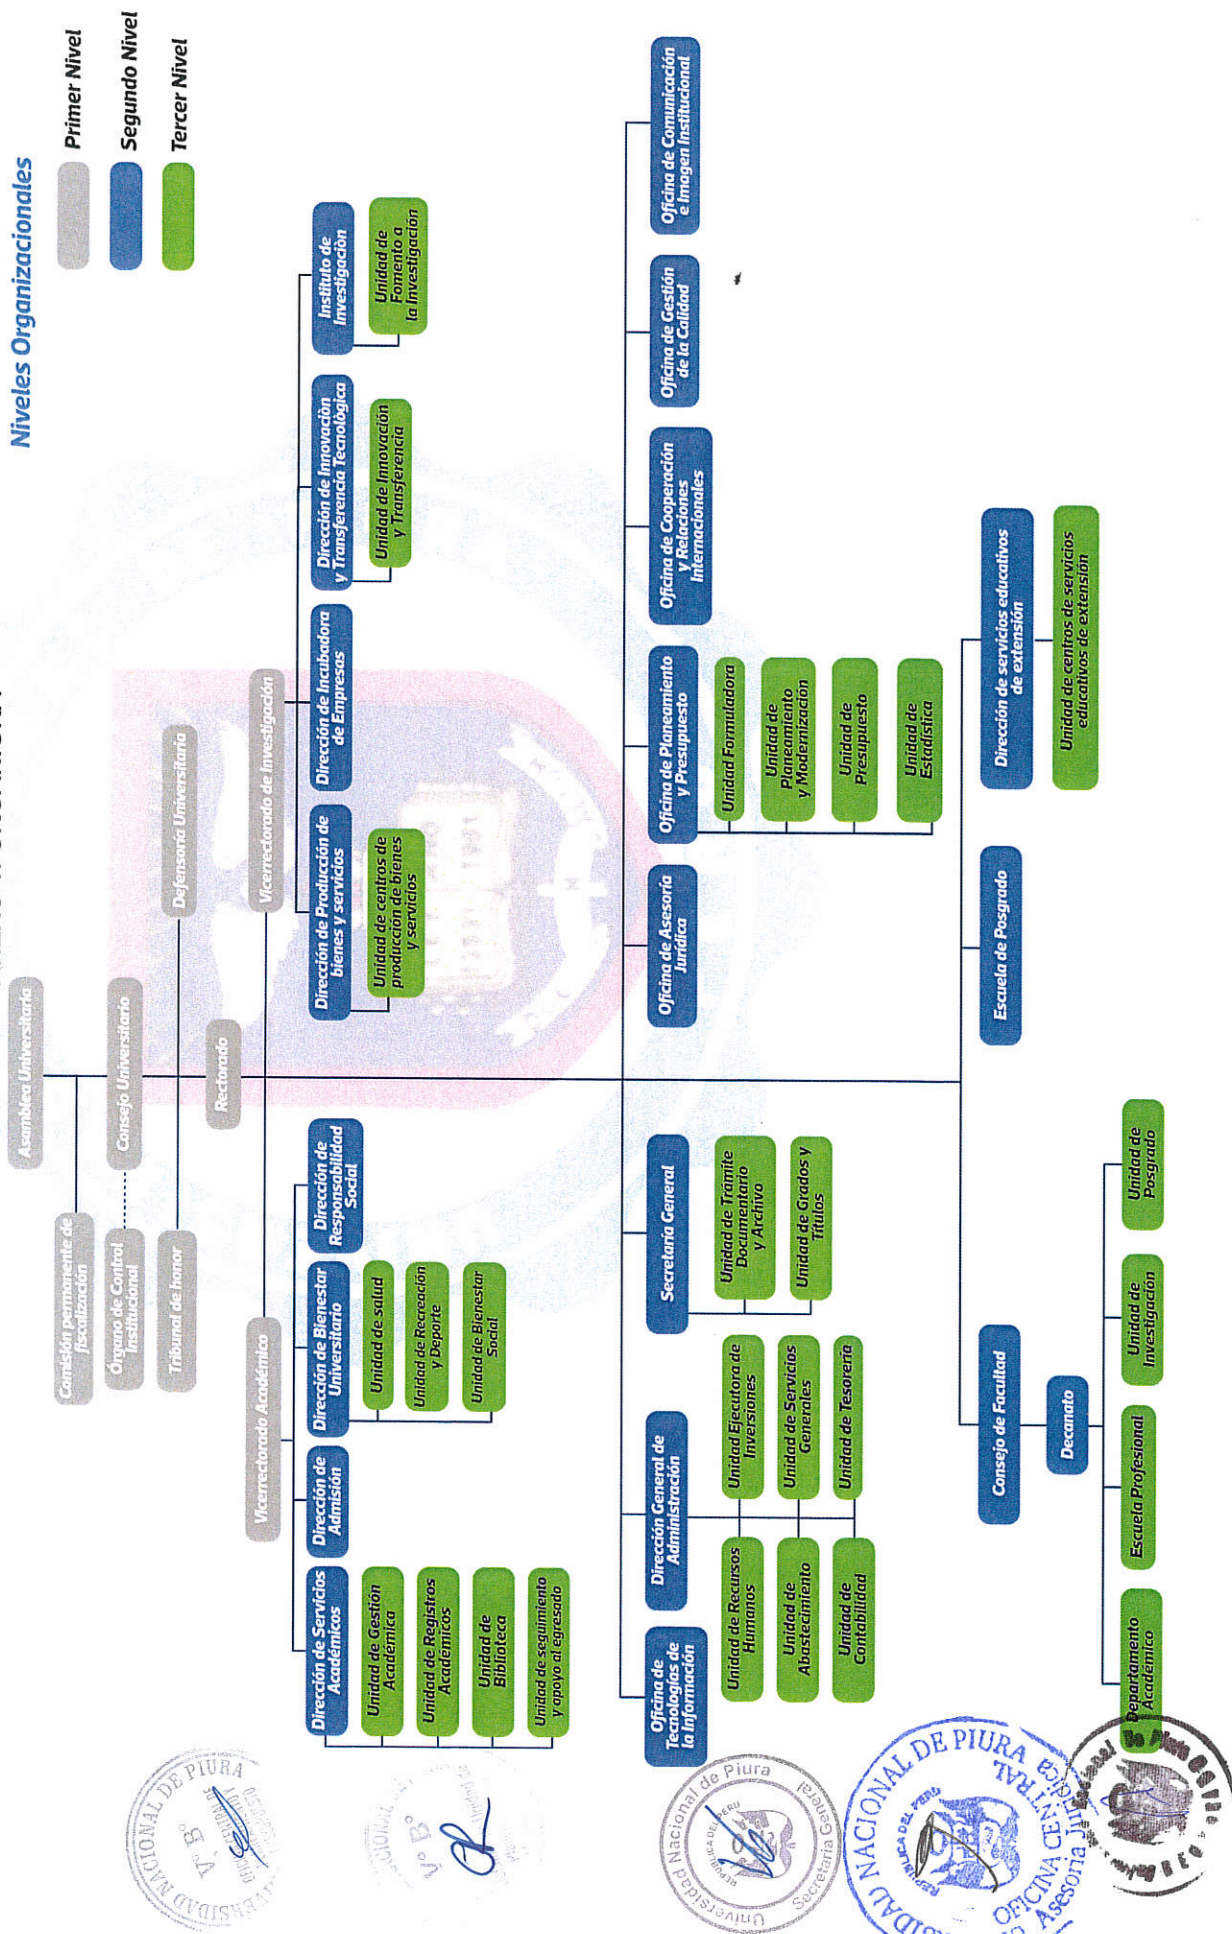 Niveles Organizacionales
Primer Nivel
Segundo Nivel
Tercer Nivel
Asamblea Universitaria
Comisión permanente de
fiscalización
Consejo Universitario
Órgano de Control
Institucional
Tribunal de honor
Defensoría Universitaria
Rectorado
Vicerrectorado Académico
Vicerrectorado de Investigación
Dirección de Servicios
Académicos
Unidad de Gestión
Académica
Unidad de Registros
Académicos
Unidad de
Biblioteca
Unidad de seguimiento
y apoyo al egresado
Dirección de
Admisión
Dirección de Bienestar
Universitario
Unidad de salud
Unidad de Recreación
y Deporte
Unidad de Bienestar
Social
Dirección de
Responsabilidad
Social
Dirección de Producción de
bienes y servicios
Unidad de centros de
producción de bienes
y servicios
Dirección de Incubadora
de Empresas
Dirección de Innovación
y Transferencia Tecnológica
Unidad de Innovación
y Transferencia
Instituto de
Investigación
Unidad de
Fomento a
la Investigación
Oficina de
Tecnologías de
la Información
Dirección General de
Administración
Unidad de Recursos
Humanos
Unidad Ejecutora de
Inversiones
Unidad de
Abastecimiento
Unidad de Servicios
Generales
Unidad de
Contabilidad
Unidad de Tesorería
Secretaría General
Unidad de Trámite
Documentario
y Archivo
Unidad de Grados y
Títulos
Oficina de Asesoría
Jurídica
Oficina de Planeamiento
y Presupuesto
Unidad Formuladora
Unidad de
Planeamiento
y Modernización
Unidad de
Presupuesto
Unidad de
Estadística
Oficina de Cooperación
y Relaciones
Internacionales
Oficina de Gestión
de la Calidad
Oficina de Comunicación
e Imagen Institucional
Consejo de Facultad
Decanato
Departamento
Académico
Escuela Profesional
Unidad de
Investigación
Unidad de
Posgrado
Escuela de Posgrado
Dirección de servicios educativos
de extensión
Unidad de centros de servicios
educativos de extensión
NACIONAL DE PIURA
V° B°
V° B°
Universidad Nacional de Piura
REPUBLICA DEL PERU
Secretaría General
NACIONAL DE PIURA
REPUBLICA DEL PERU
OFICINA CENTRAL
Asesoria Jurídica